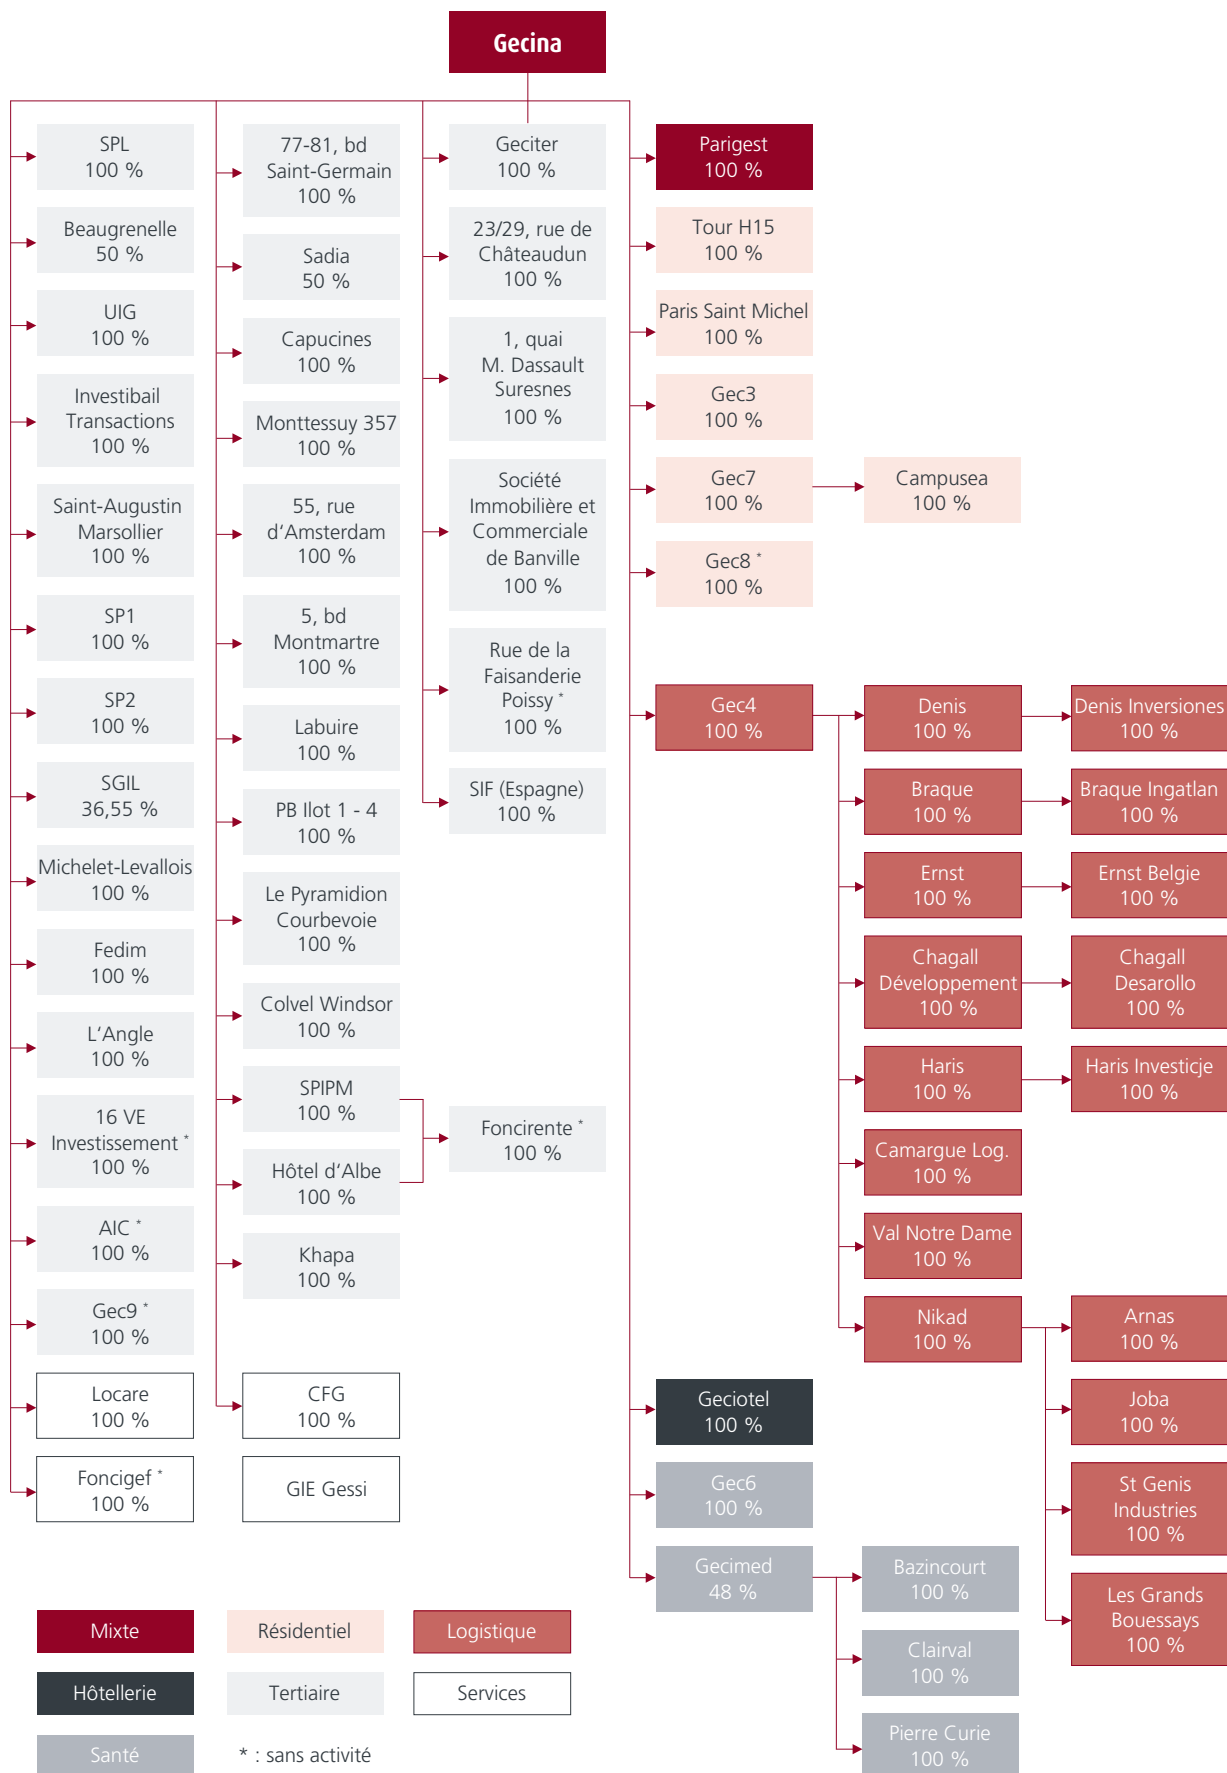 Gecina
SPL
100 %
Beaugrenelle
50 %
UIG
100 %
Investibail
Transactions
100 %
Saint-Augustin
Marsollier
100 %
SP1
100 %
SP2
100 %
SGIL
36,55 %
Michelet-Levallois
100 %
Fedim
100 %
L‘Angle
100 %
16 VE
Investissement *
100 %
AIC *
100 %
Gec9 *
100 %
Locare
100 %
Foncigef *
100 %
77-81, bd
Saint-Germain
100 %
Sadia
50 %
Capucines
100 %
Monttessuy 357
100 %
55, rue
d‘Amsterdam
100 %
5, bd
Montmartre
100 %
Labuire
100 %
PB Ilot 1 - 4
100 %
Le Pyramidion
Courbevoie
100 %
Colvel Windsor
100 %
SPIPM
100 %
Hôtel d‘Albe
100 %
Khapa
100 %
CFG
100 %
GIE Gessi
Geciter
100 %
23/29, rue de
Châteaudun
100 %
1, quai
M. Dassault
Suresnes
100 %
Société
Immobilière et
Commerciale
de Banville
100 %
Rue de la
Faisanderie
Poissy *
100 %
SIF (Espagne)
100 %
Foncirente *
100 %
Parigest
100 %
Tour H15
100 %
Paris Saint Michel
100 %
Gec3
100 %
Gec7
100 %
Campusea
100 %
Gec8 *
100 %
Gec4
100 %
Denis
100 %
Denis Inversiones
100 %
Braque
100 %
Braque Ingatlan
100 %
Ernst
100 %
Ernst Belgie
100 %
Chagall
Développement
100 %
Chagall
Desarollo
100 %
Haris
100 %
Haris Investicje
100 %
Camargue Log.
100 %
Val Notre Dame
100 %
Nikad
100 %
Arnas
100 %
Joba
100 %
St Genis
Industries
100 %
Les Grands
Bouessays
100 %
Geciotel
100 %
Gec6
100 %
Gecimed
48 %
Bazincourt
100 %
Clairval
100 %
Pierre Curie
100 %
Mixte
Résidentiel
Logistique
Hôtellerie
Tertiaire
Services
Santé
* : sans activité